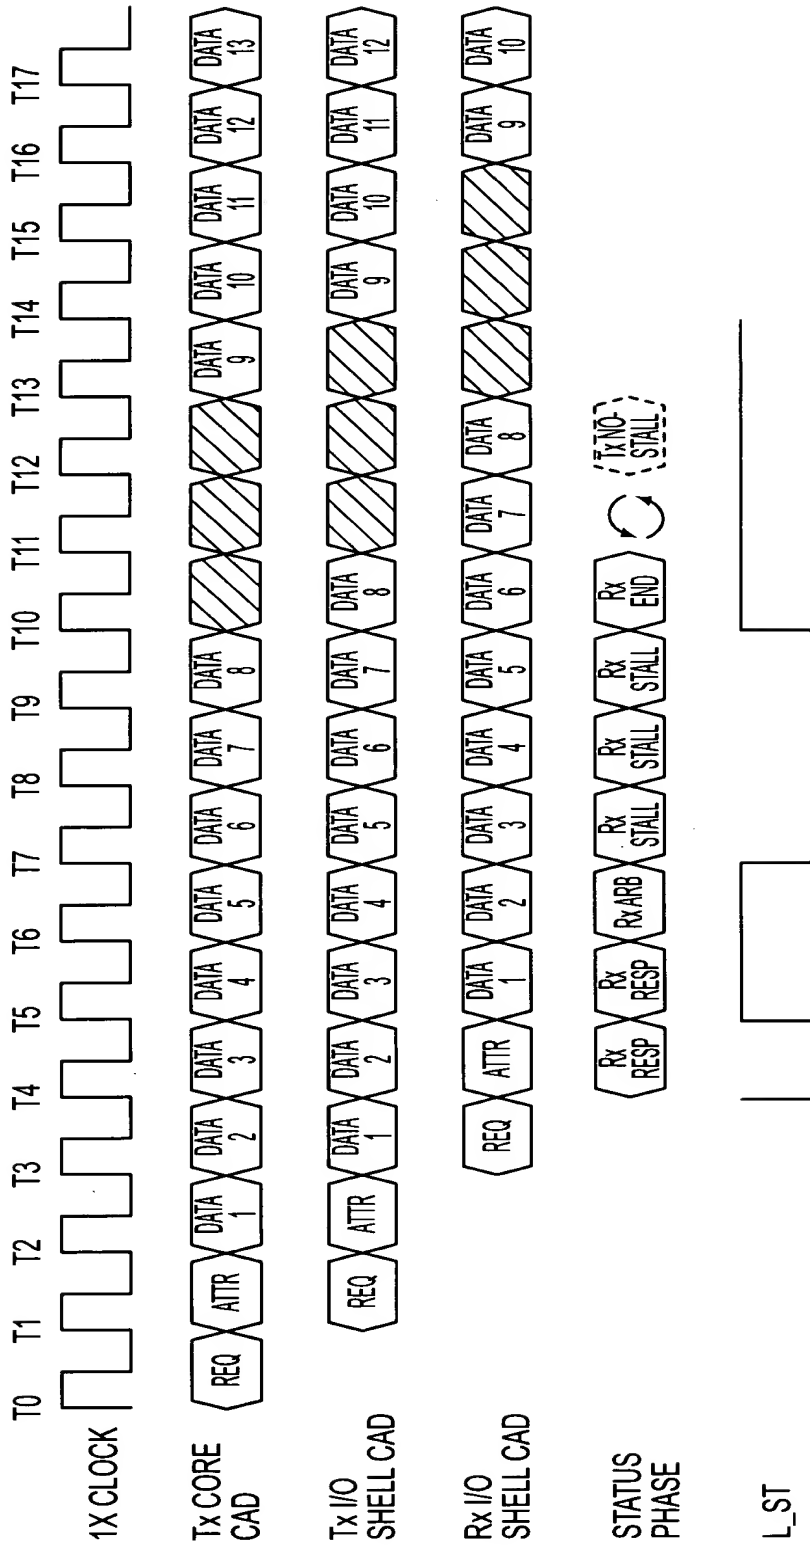 T0 T1 T2 T3 T4 T5 T6 T7 T8 T9 T10 T11 T12 T13 T14 T15 T16 T17
1X CLOCK
Tx CORE
CAD
REQ
ATTR
DATA
1
DATA
2
DATA
3
DATA
4
DATA
5
DATA
6
DATA
7
DATA
8
DATA
9
DATA
10
DATA
11
DATA
12
DATA
13
Tx I/O
SHELL CAD
REQ
ATTR
DATA
1
DATA
2
DATA
3
DATA
4
DATA
5
DATA
6
DATA
7
DATA
8
DATA
9
DATA
10
DATA
11
DATA
12
Rx I/O
SHELL CAD
REQ
ATTR
DATA
1
DATA
2
DATA
3
DATA
4
DATA
5
DATA
6
DATA
7
DATA
8
DATA
9
DATA
10
STATUS
PHASE
Rx
RESP
Rx
RESP
Rx ARB
Rx
STALL
Rx
STALL
Rx
STALL
Rx
END
Tx NO-
STALL
L_ST